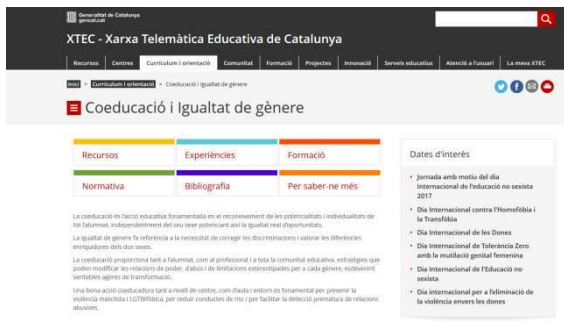 Generalitat de Catalunya
gencat.cat
XTEC - Xarxa Telemàtica Educativa de Catalunya
Recursos Centres Currículum i orientació Comunitat Formació Projectes Innovació Serveis educatius Atenció a l'usuari La meva XTEC
Inici > Currículum i orientació > Coeducació i Igualtat de gènere
Coeducació i Igualtat de gènere
Recursos Experiències Formació
Normativa Bibliografia Per saber-ne més
La coeducació és l'acció educativa fonamentada en el reconeixement de les potencialitats i individualitats de
tot l'alumnat, independentment del seu sexe potenciant així la igualtat real d'oportunitats.
La igualtat de gènere fa referència a la necessitat de corregir les discriminacions i valorar les diferències
enriquidores dels dos sexes.
La coeducació proporciona tant a l'alumnat, com al professorat i a tota la comunitat educativa, estratègies que
poden modificar les relacions de poder, d'abús i de limitacions estereotipades per a cada gènere, esdevenint
veritables agents de transformació.
Una bona acció coeducadora tant a nivell de centre, com d'aula i entorn és fonamental per prevenir la
violència masclista i LGTBIfòbica, per reduir conductes de risc i per facilitar la detecció prematura de relacions
abusives.
Dates d'interès
Jornada amb motiu del dia
Internacional de l'educació no sexista
2017
Dia Internacional contra l'Homofòbia i
la Transfòbia
Dia Internacional de les Dones
Dia Internacional de Tolerància Zero
amb la mutilació genital femenina
Dia Internacional de l'Educació no
sexista
Dia internacional per a l'eliminació de
la violència envers les dones